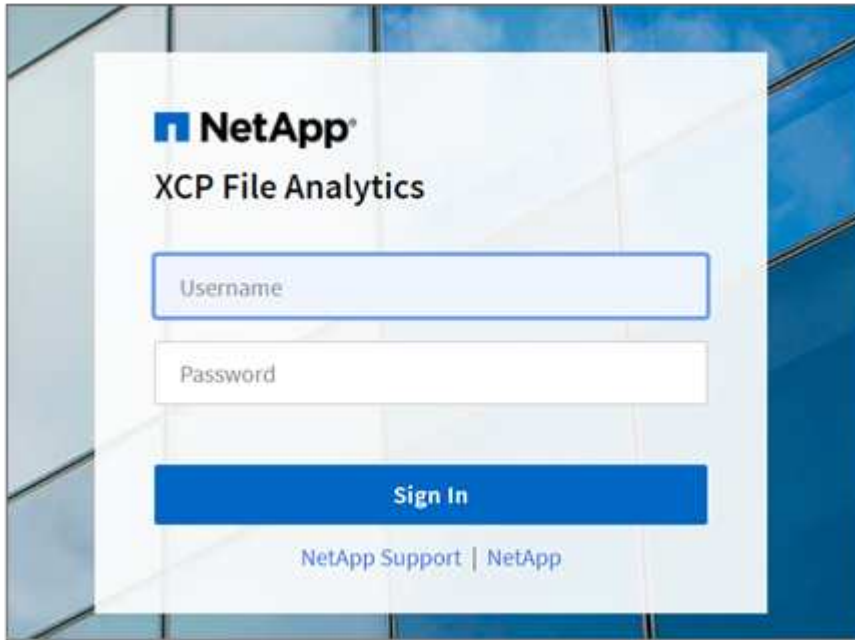 NetApp
XCP File Analytics
Username
Password
Sign In
NetApp Support | NetApp